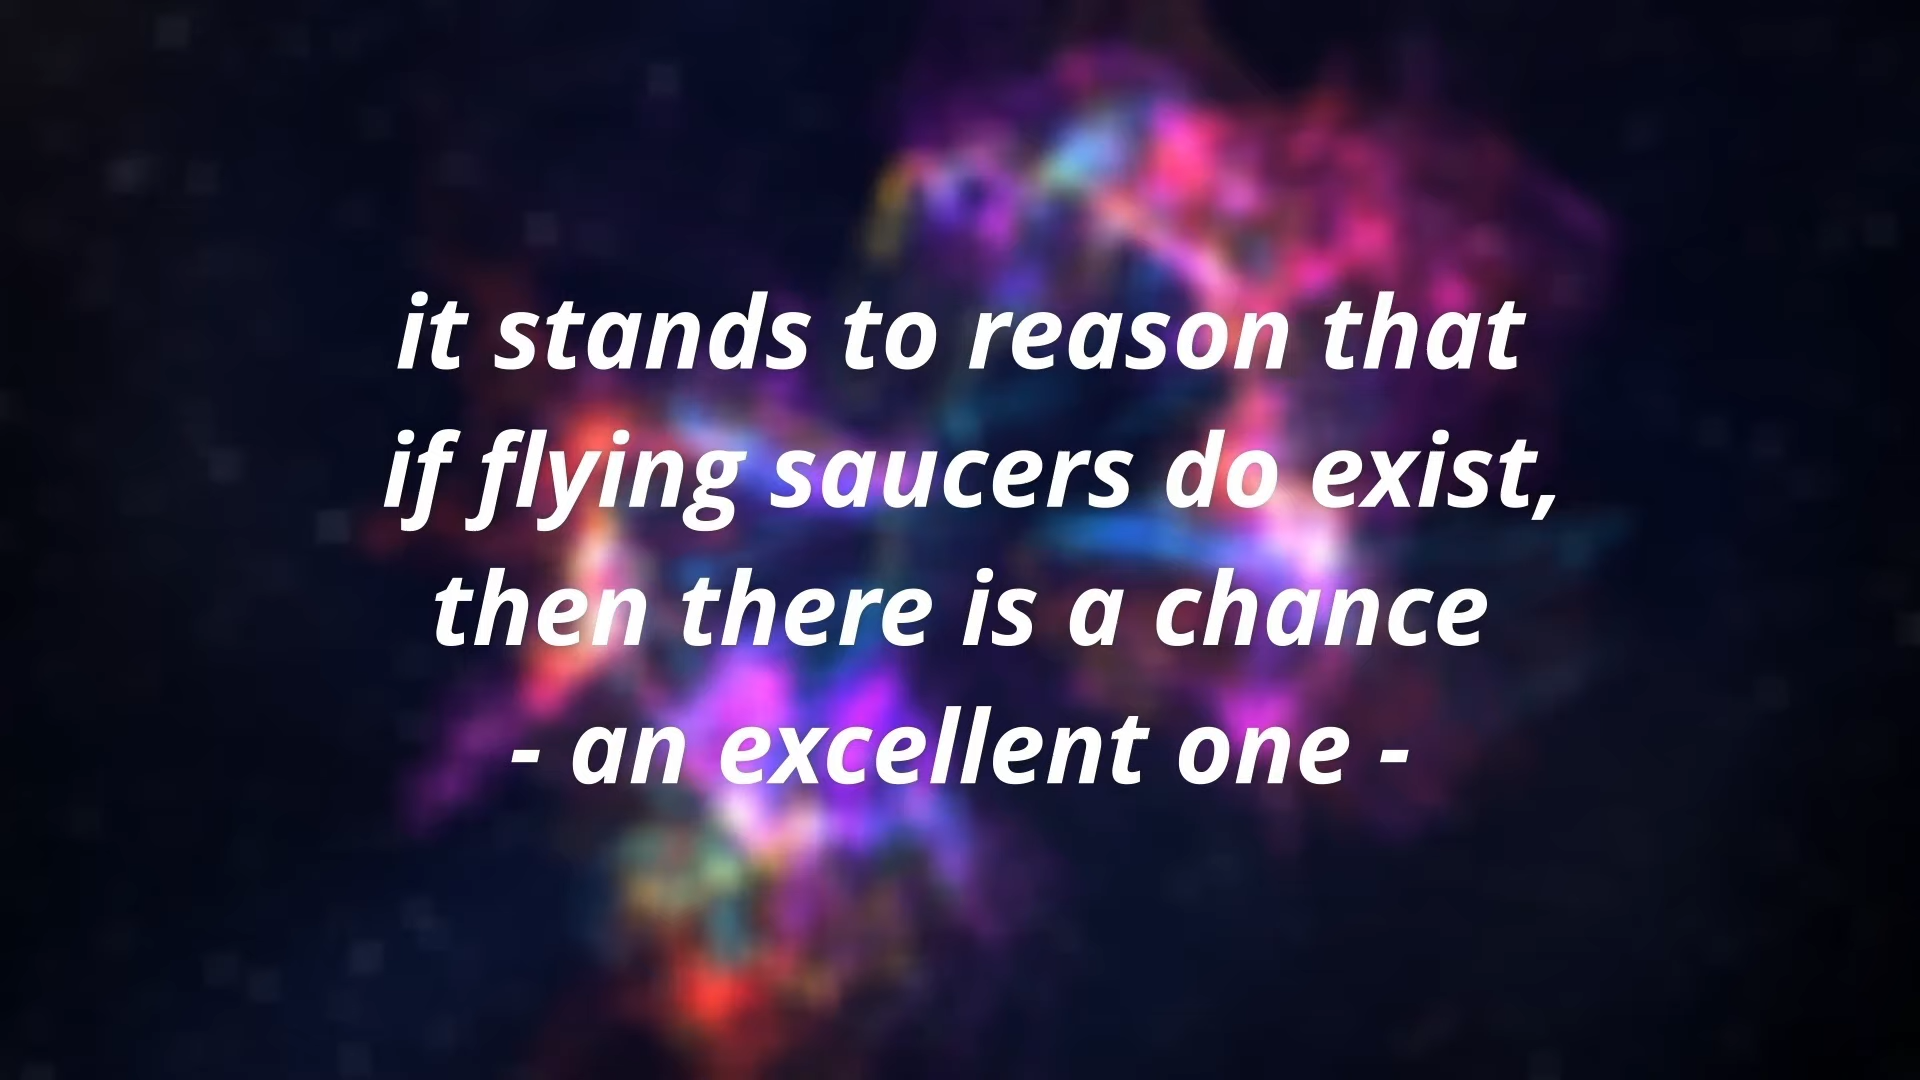 it stands to reason that
if flying saucers do exist,
then there is a chance
- an excellent one -